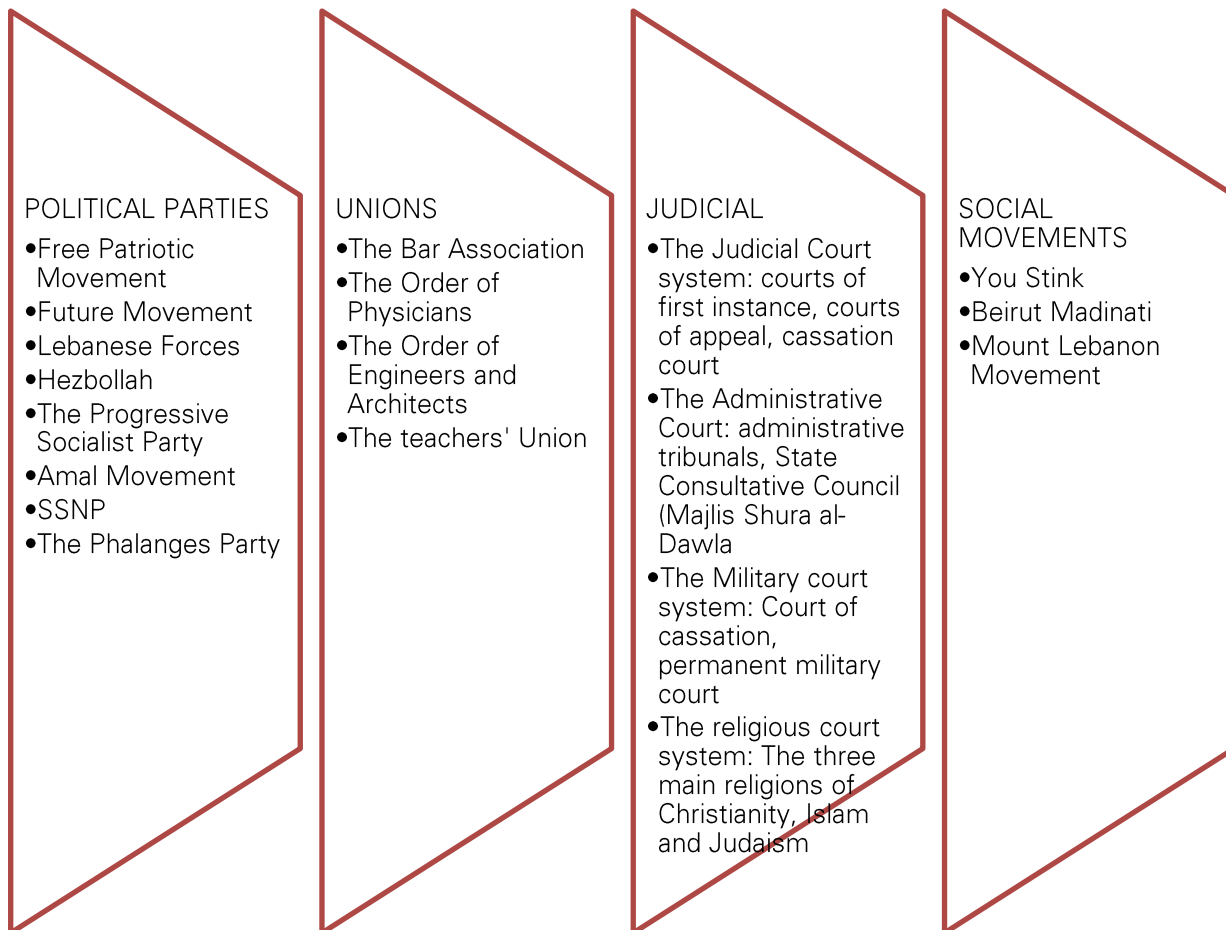 POLITICAL PARTIES
•Free Patriotic
Movement
•Future Movement
•Lebanese Forces
•Hezbollah
•The Progressive
Socialist Party
•Amal Movement
•SSNP
•The Phalanges Party
UNIONS
•The Bar Association
•The Order of
Physicians
•The Order of
Engineers and
Architects
•The teachers' Union
JUDICIAL
•The Judicial Court
system: courts of
first instance, courts
of appeal, cassation
court
•The Administrative
Court: administrative
tribunals, State
Consultative Council
(Majlis Shura al-
Dawla
•The Military court
system: Court of
cassation,
permanent military
court
•The religious court
system: The three
main religions of
Christianity, Islam
and Judaism
SOCIAL
MOVEMENTS
•You Stink
•Beirut Madinati
•Mount Lebanon
Movement